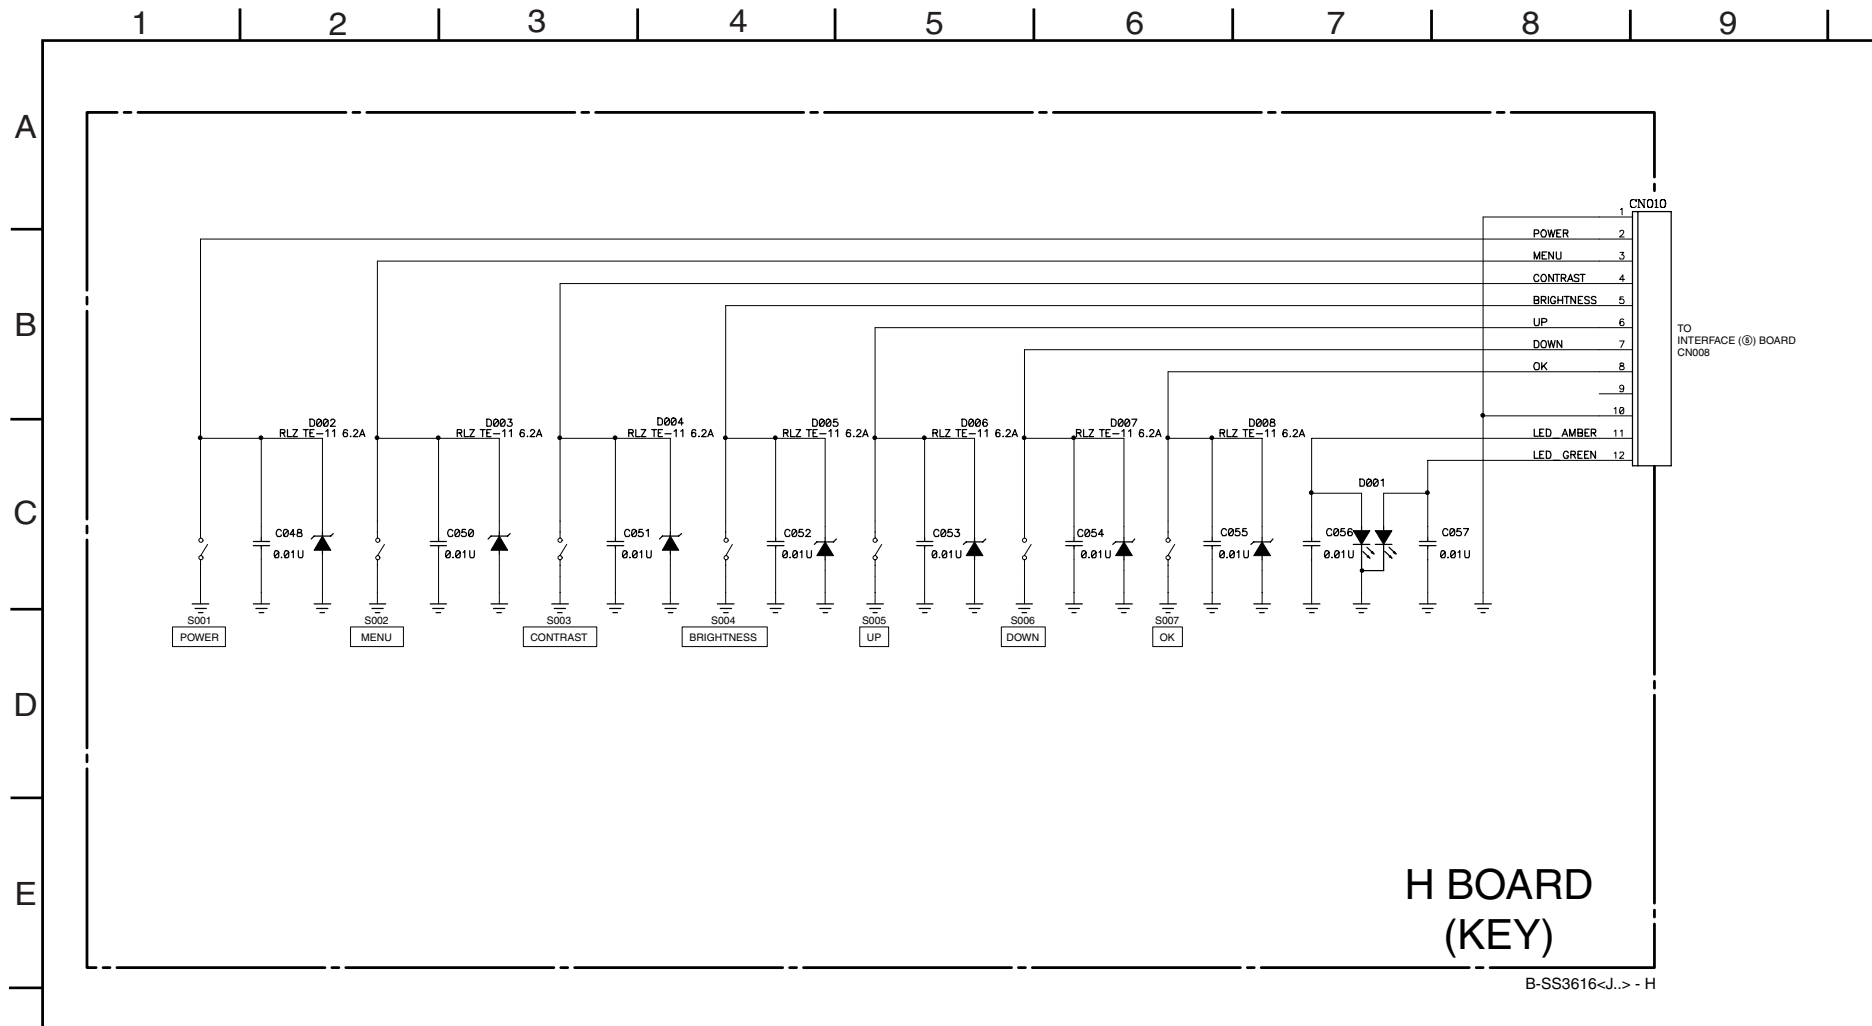 1 2 3 4 5 6 7 8 9
A
B
C
D
E
CN010
1
POWER 2
MENU 3
CONTRAST 4
BRIGHTNESS 5
UP 6
DOWN 7
OK 8
9
10
LED_AMBER 11
LED_GREEN 12
TO
INTERFACE (⑤) BOARD
CN008
D002 D003 D004 D005 D006 D007 D008
RLZ TE-11 6.2A RLZ TE-11 6.2A RLZ TE-11 6.2A RLZ TE-11 6.2A RLZ TE-11 6.2A RLZ TE-11 6.2A RLZ TE-11 6.2A
D001
C048 C050 C051 C052 C053 C054 C055 C056 C057
0.01U 0.01U 0.01U 0.01U 0.01U 0.01U 0.01U 0.01U 0.01U
S001 S002 S003 S004 S005 S006 S007
POWER MENU CONTRAST BRIGHTNESS UP DOWN OK
H BOARD
(KEY)
B-SS3616<J..> - H